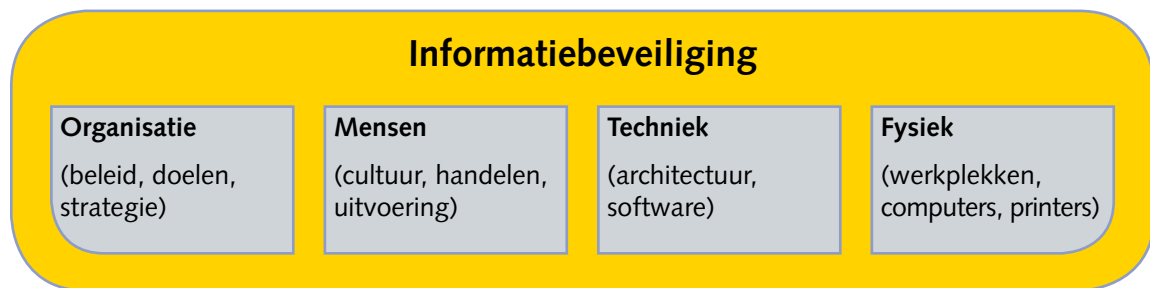 Informatiebeveiliging
Organisatie
(beleid, doelen,
strategie)
Mensen
(cultuur, handelen,
uitvoering)
Techniek
(architectuur,
software)
Fysiek
(werkplekken,
computers, printers)